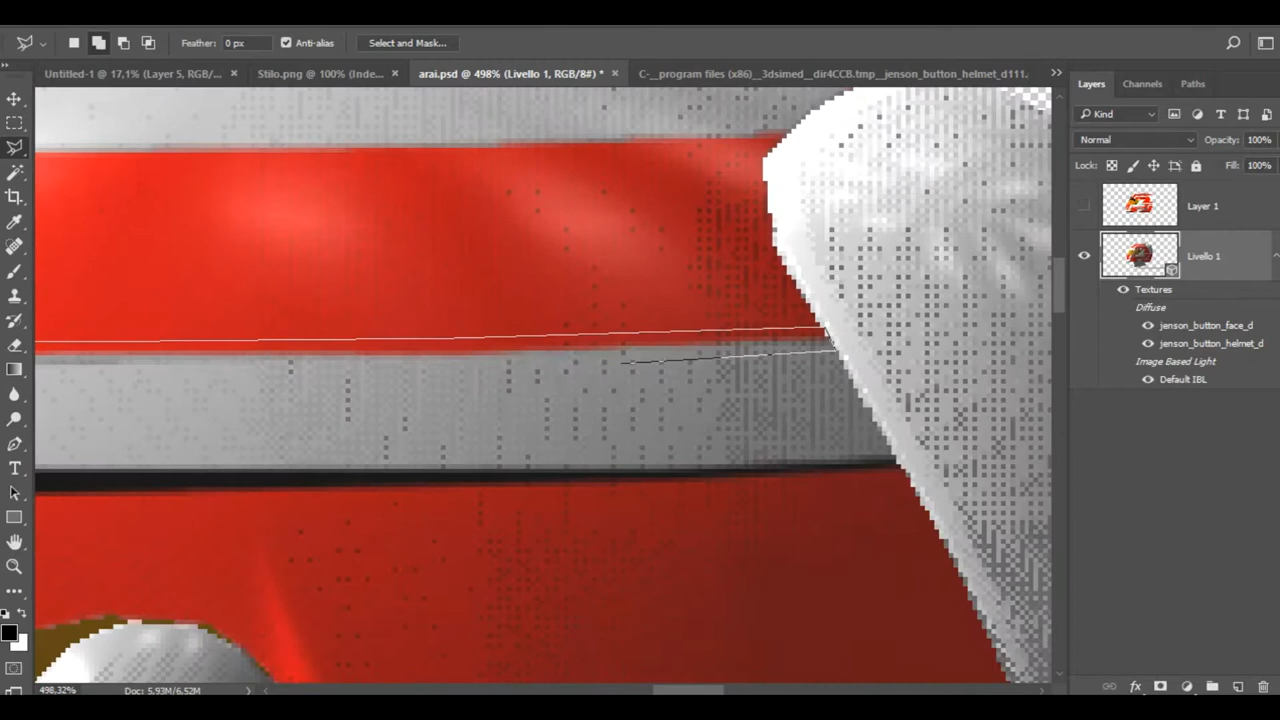 Feather: 0 px Anti-alias Select and Mask...
Untitled-1 @ 17,1% (Layer 5, RGB/... × Stilo.png @ 100% (Inde... × arai.psd @ 498% (Livello 1, RGB/8#) * × C-__program files (x86)__3dsimed__dir4CCB.tmp__jenson_button_helmet_d111.
Layers Channels Paths
Kind
Normal Opacity: 100%
Lock: Fill: 100%
Layer 1
Livello 1
Textures
Diffuse
jenson_button_face_d
jenson_button_helmet_d
Image Based Light
Default IBL
498,32% Doc: 5,93M/6,52M